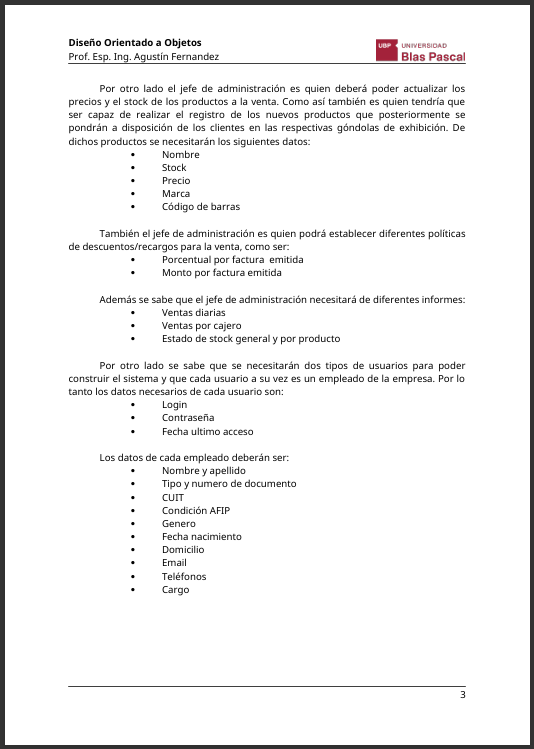 Diseño Orientado a Objetos
Prof. Esp. Ing. Agustín Fernandez
UBP UNIVERSIDAD
Blas Pascal
Por otro lado el jefe de administración es quien deberá poder actualizar los
precios y el stock de los productos a la venta. Como así también es quien tendría que
ser capaz de realizar el registro de los nuevos productos que posteriormente se
pondrán a disposición de los clientes en las respectivas góndolas de exhibición. De
dichos productos se necesitarán los siguientes datos:
• Nombre
• Stock
• Precio
• Marca
• Código de barras
También el jefe de administración es quien podrá establecer diferentes políticas
de descuentos/recargos para la venta, como ser:
• Porcentual por factura  emitida
• Monto por factura emitida
Además se sabe que el jefe de administración necesitará de diferentes informes:
• Ventas diarias
• Ventas por cajero
• Estado de stock general y por producto
Por otro lado se sabe que se necesitarán dos tipos de usuarios para poder
construir el sistema y que cada usuario a su vez es un empleado de la empresa. Por lo
tanto los datos necesarios de cada usuario son:
• Login
• Contraseña
• Fecha ultimo acceso
Los datos de cada empleado deberán ser:
• Nombre y apellido
• Tipo y numero de documento
• CUIT
• Condición AFIP
• Genero
• Fecha nacimiento
• Domicilio
• Email
• Teléfonos
• Cargo
3